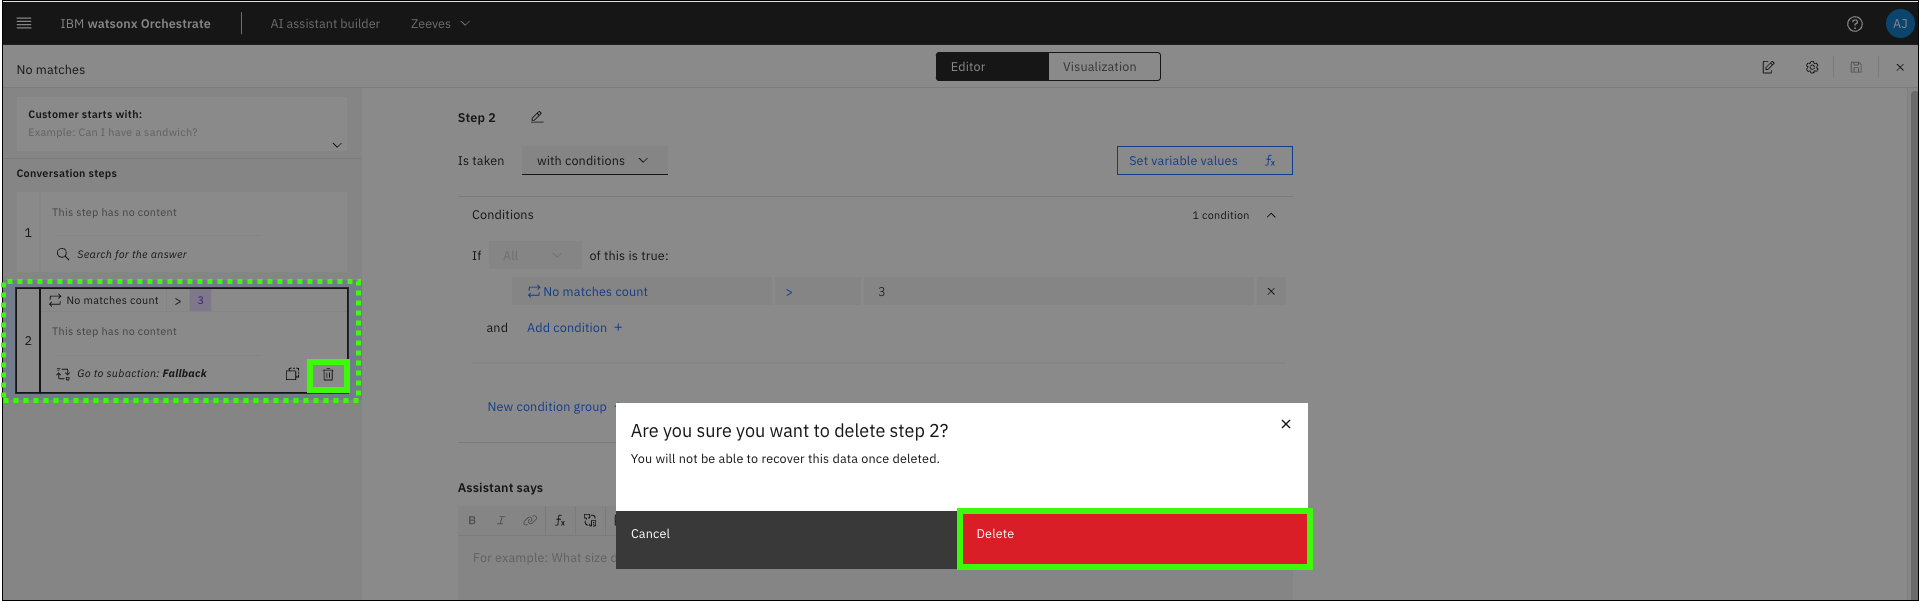 IBM watsonx Orchestrate
AI assistant builder
Zeeves
AJ
No matches
Editor
Visualization
Customer starts with:
Example: Can I have a sandwich?
Conversation steps
1
This step has no content
Search for the answer
2
No matches count > 3
This step has no content
Go to subaction: Fallback
Step 2
Is taken with conditions
Set variable values fx
Conditions
1 condition
If All of this is true:
No matches count > 3
and Add condition +
New condition group
Are you sure you want to delete step 2?
You will not be able to recover this data once deleted.
Cancel
Delete
Assistant says
B I fx
For example: What size